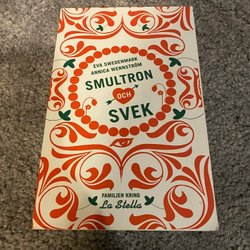 EVA SWEDENMARK
ANNICA WENNSTRÖM
SMULTRON
OCH
SVEK
FAMILJEN KRING
La Stella